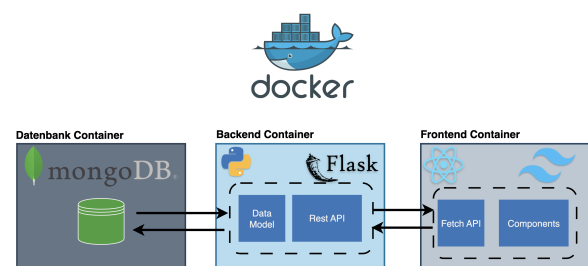 docker
Datenbank Container
Backend Container
Frontend Container
mongoDB®
Flask
Data
Model
Rest API
Fetch API
Components